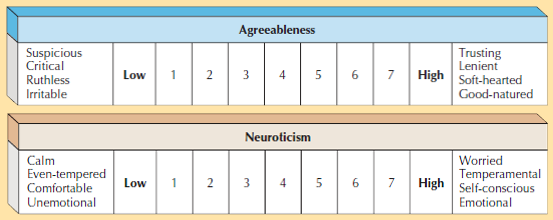 Agreeableness
Suspicious
Critical
Ruthless
Irritable
Low 1 2 3 4 5 6 7 High
Trusting
Lenient
Soft-hearted
Good-natured
Neuroticism
Calm
Even-tempered
Comfortable
Unemotional
Low 1 2 3 4 5 6 7 High
Worried
Temperamental
Self-conscious
Emotional